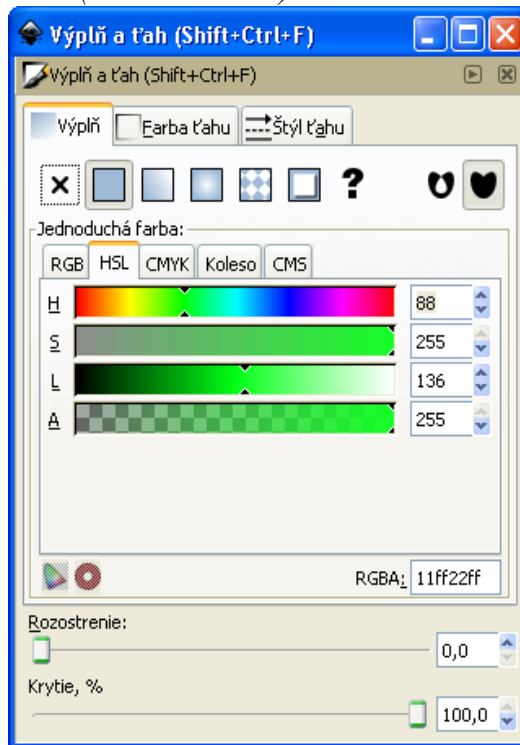 Výplň a ťah (Shift+Ctrl+F)
Výplň a ťah (Shift+Ctrl+F)
Výplň Farba ťahu Štýl ťahu
?
Jednoduchá farba:
RGB HSL CMYK Koleso CMS
H 88
S 255
L 136
A 255
RGBA: 11ff22ff
Rozostrenie:
0,0
Krytie, %
100,0